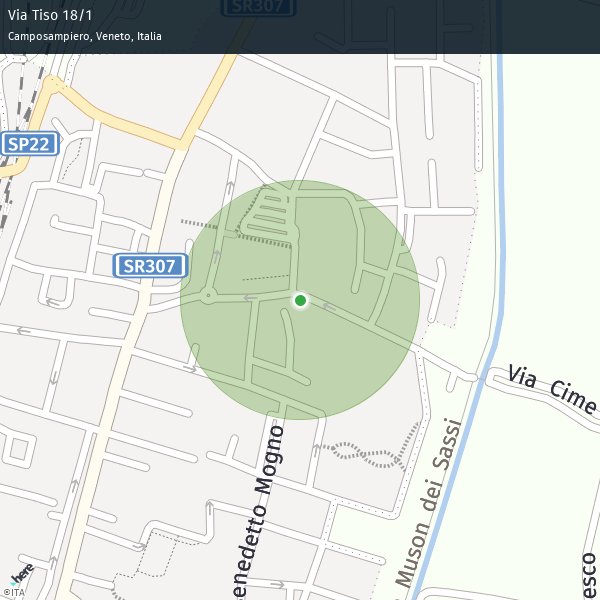 Via Tiso 18/1
Camposampiero, Veneto, Italia
SR307
SP22
SR307
Via Cime
Muson dei Sassi
enedetto Mogno
esco
here
©ITA